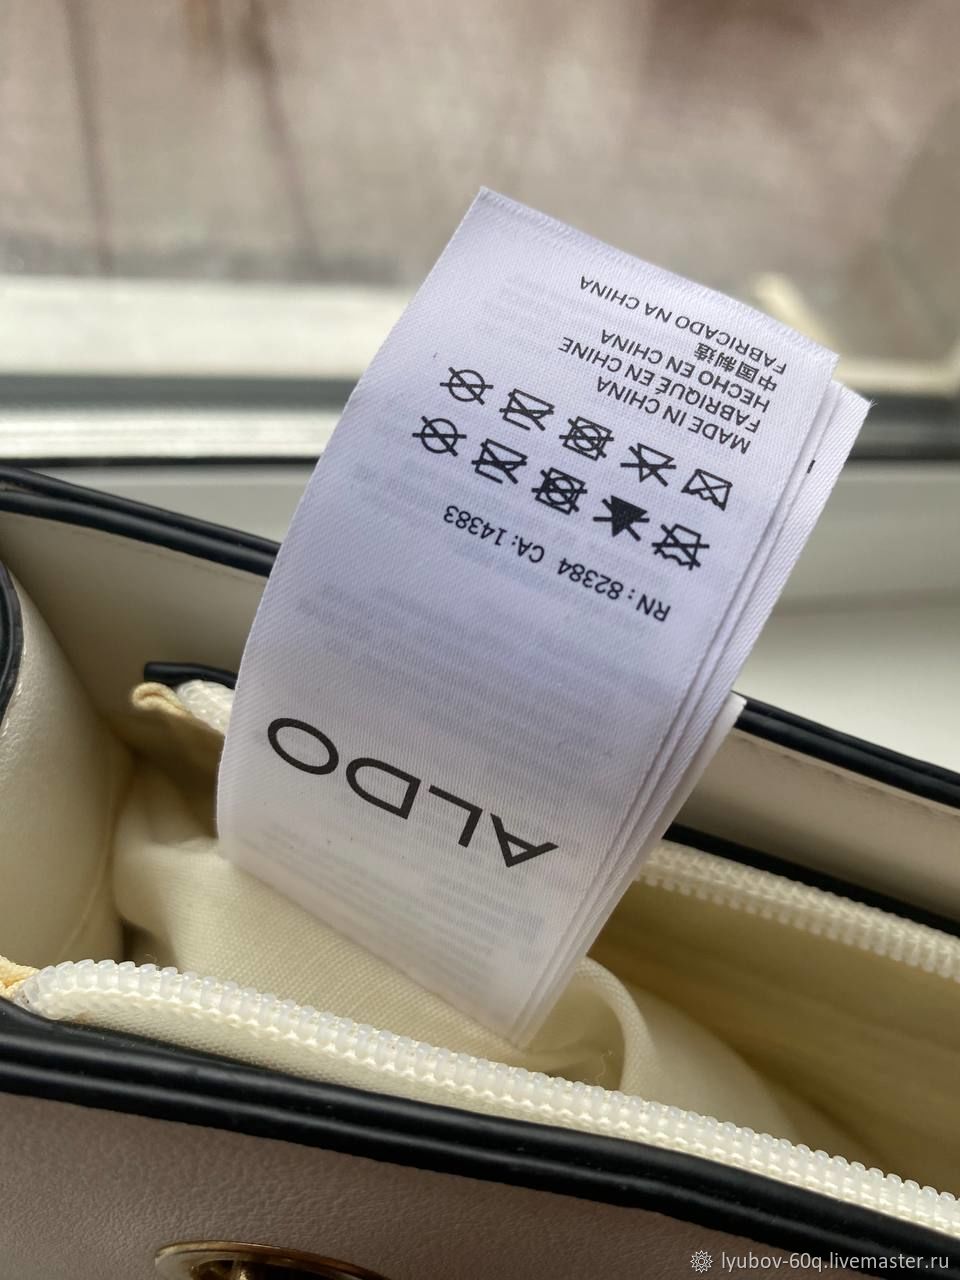 ALDO
RN : 82384 CA: 14383
MADE IN CHINA
FABRIQUÉ EN CHINE
HECHO EN CHINA
中国制造
FABRICADO NA CHINA
lyubov-60q.livemaster.ru